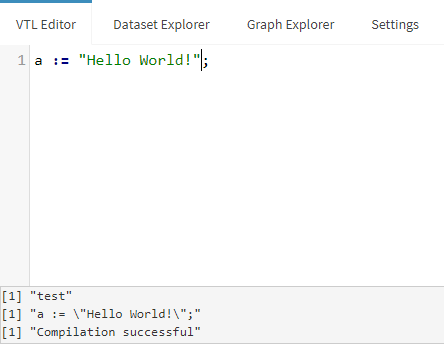 VTL Editor Dataset Explorer Graph Explorer Settings
1 a := "Hello World!";
[1] "test"
[1] "a := \"Hello World!\";"
[1] "Compilation successful"